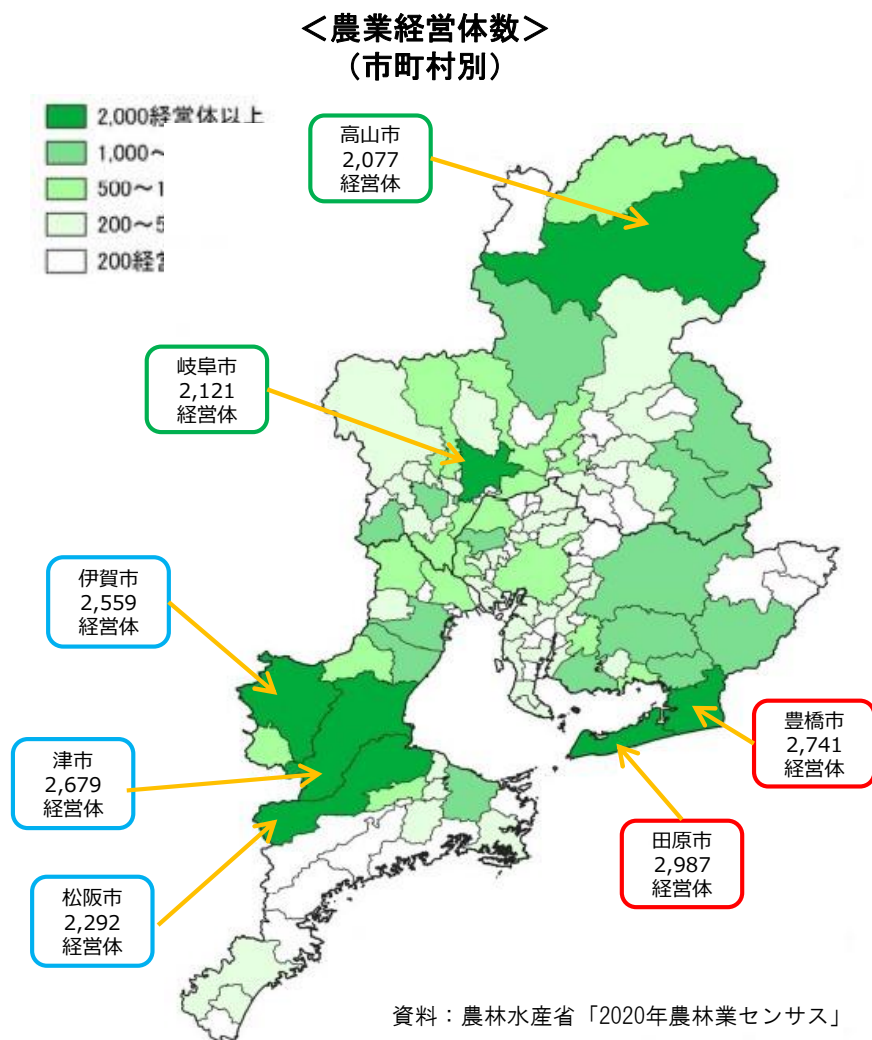 ＜農業経営体数＞
（市町村別）
2,000経営体以上
1,000～
500～1
200～5
200経営
高山市
2,077
経営体
岐阜市
2,121
経営体
伊賀市
2,559
経営体
津市
2,679
経営体
松阪市
2,292
経営体
豊橋市
2,741
経営体
田原市
2,987
経営体
資料：農林水産省「2020年農林業センサス」